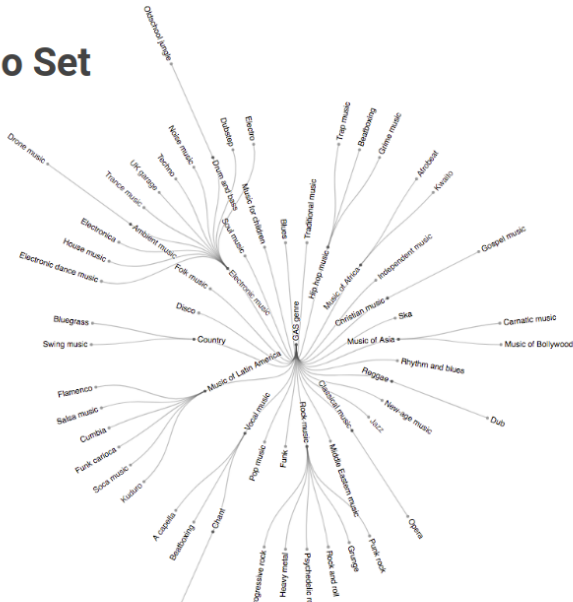 o Set
Oldschool jungle
Drone music
Noise music
Dubstep
Electro
Techno
UK garage
Trance music
Drum and bass
Ambient music
Electronica
House music
Electronic dance music
Electronic music
Soul music
Music for children
Blues
Traditional music
Trap music
Beatboxing
Grime music
Hip hop music
Afrobeat
Kwaito
Music of Africa
Independent music
Gospel music
Christian music
Ska
Carnatic music
Music of Bollywood
Music of Asia
Rhythm and blues
Reggae
Dub
New-age music
Jazz
Classical music
Opera
Middle Eastern music
Rock music
Punk rock
Grunge
Rock and roll
Psychedelic
Heavy metal
rogressive rock
Funk
Pop music
Vocal music
Chant
Beatboxing
A capella
Music of Latin America
Flamenco
Salsa music
Cumbia
Funk carioca
Soca music
Kuduro
Country
Bluegrass
Swing music
Disco
Folk music
GAS genre